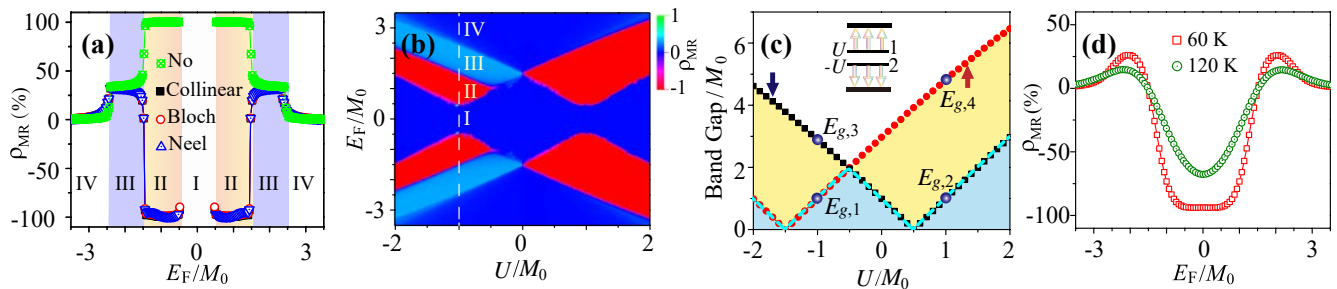 (a)
ρMR (%)
100
50
0
-50
-100
No
Collinear
Bloch
Neel
IV III II I II III IV
-3 0 3
EF/M0
(b)
EF/M0
3
0
-3
IV
III
II
I
-2 0 2
U/M0
1
0
-1
ρMR
(c)
Band Gap /M0
6
4
2
0
U 1
-U 2
Eg,3
Eg,4
Eg,1
Eg,2
-2 -1 0 1 2
U/M0
(d)
60 K
120 K
ρMR (%)
50
0
-50
-100
-3 0 3
EF/M0